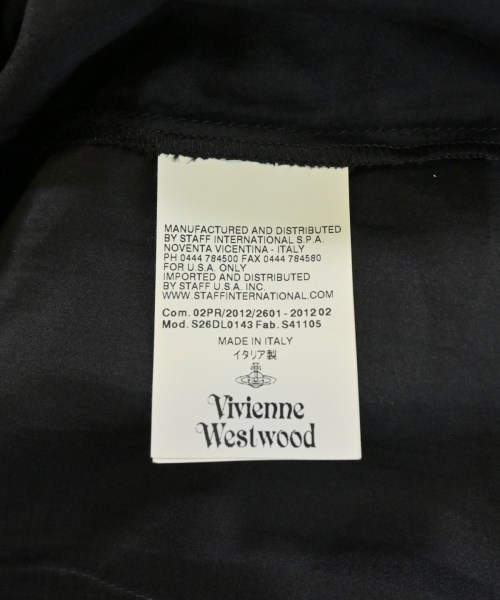 MANUFACTURED AND DISTRIBUTED
BY STAFF INTERNATIONAL S.P.A.
NOVENTA VICENTINA - ITALY
PH 0444 784500 FAX 0444 784580
FOR U.S.A. ONLY
IMPORTED AND DISTRIBUTED
BY STAFF U.S.A. INC.
WWW.STAFFINTERNATIONAL.COM
Com. 02PR/2012/2601 - 2012 02
Mod. S26DL0143 Fab. S41105
MADE IN ITALY
イタリア製
Vivienne
Westwood